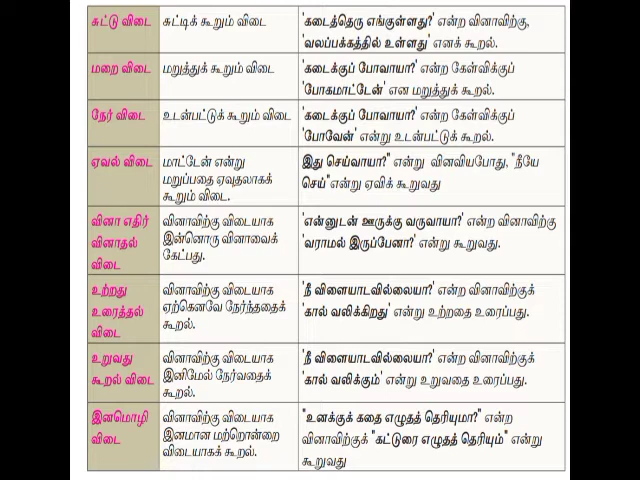 சுட்டு விடை சுட்டிக் கூறும் விடை 'கடைத்தெரு எங்குள்ளது?' என்ற வினாவிற்கு,
'வலப்பக்கத்தில் உள்ளது' எனக் கூறல்.
மறை விடை மறுத்துக் கூறும் விடை 'கடைக்குப் போவாயா?' என்ற கேள்விக்குப்
'போகமாட்டேன்' என மறுத்துக் கூறல்.
நேர் விடை உடன்பட்டுக் கூறும் விடை 'கடைக்குப் போவாயா?' என்ற கேள்விக்குப்
'போவேன்' என்று உடன்பட்டுக் கூறல்.
ஏவல் விடை மாட்டேன் என்று இது செய்வாயா?" என்று வினவியபோது, "நீயே
மறுப்பதை ஏவுதலாகக் செய்"என்று ஏவிக் கூறுவது
கூறும் விடை.
வினா எதிர் வினாவிற்கு விடையாக 'என்னுடன் ஊருக்கு வருவாயா?' என்ற வினாவிற்கு
வினாதல் இன்னொரு வினாவைக் 'வராமல் இருப்பேனா?' என்று கூறுவது.
விடை கேட்பது.
உற்றது வினாவிற்கு விடையாக 'நீ விளையாடவில்லையா?' என்ற வினாவிற்குக்
உரைத்தல் ஏற்கெனவே நேர்ந்ததைக் 'கால் வலிக்கிறது' என்று உற்றதை உரைப்பது.
விடை கூறல்.
உறுவது வினாவிற்கு விடையாக 'நீ விளையாடவில்லையா?' என்ற வினாவிற்குக்
கூறல் விடை இனிமேல் நேர்வதைக் 'கால் வலிக்கும்' என்று உறுவதை உரைப்பது.
கூறல்.
இனமொழி வினாவிற்கு விடையாக "உனக்குக் கதை எழுதத் தெரியுமா?" என்ற
விடை இனமான மற்றொன்றை வினாவிற்குக் "கட்டுரை எழுதத் தெரியும்" என்று
விடையாகக் கூறல். கூறுவது